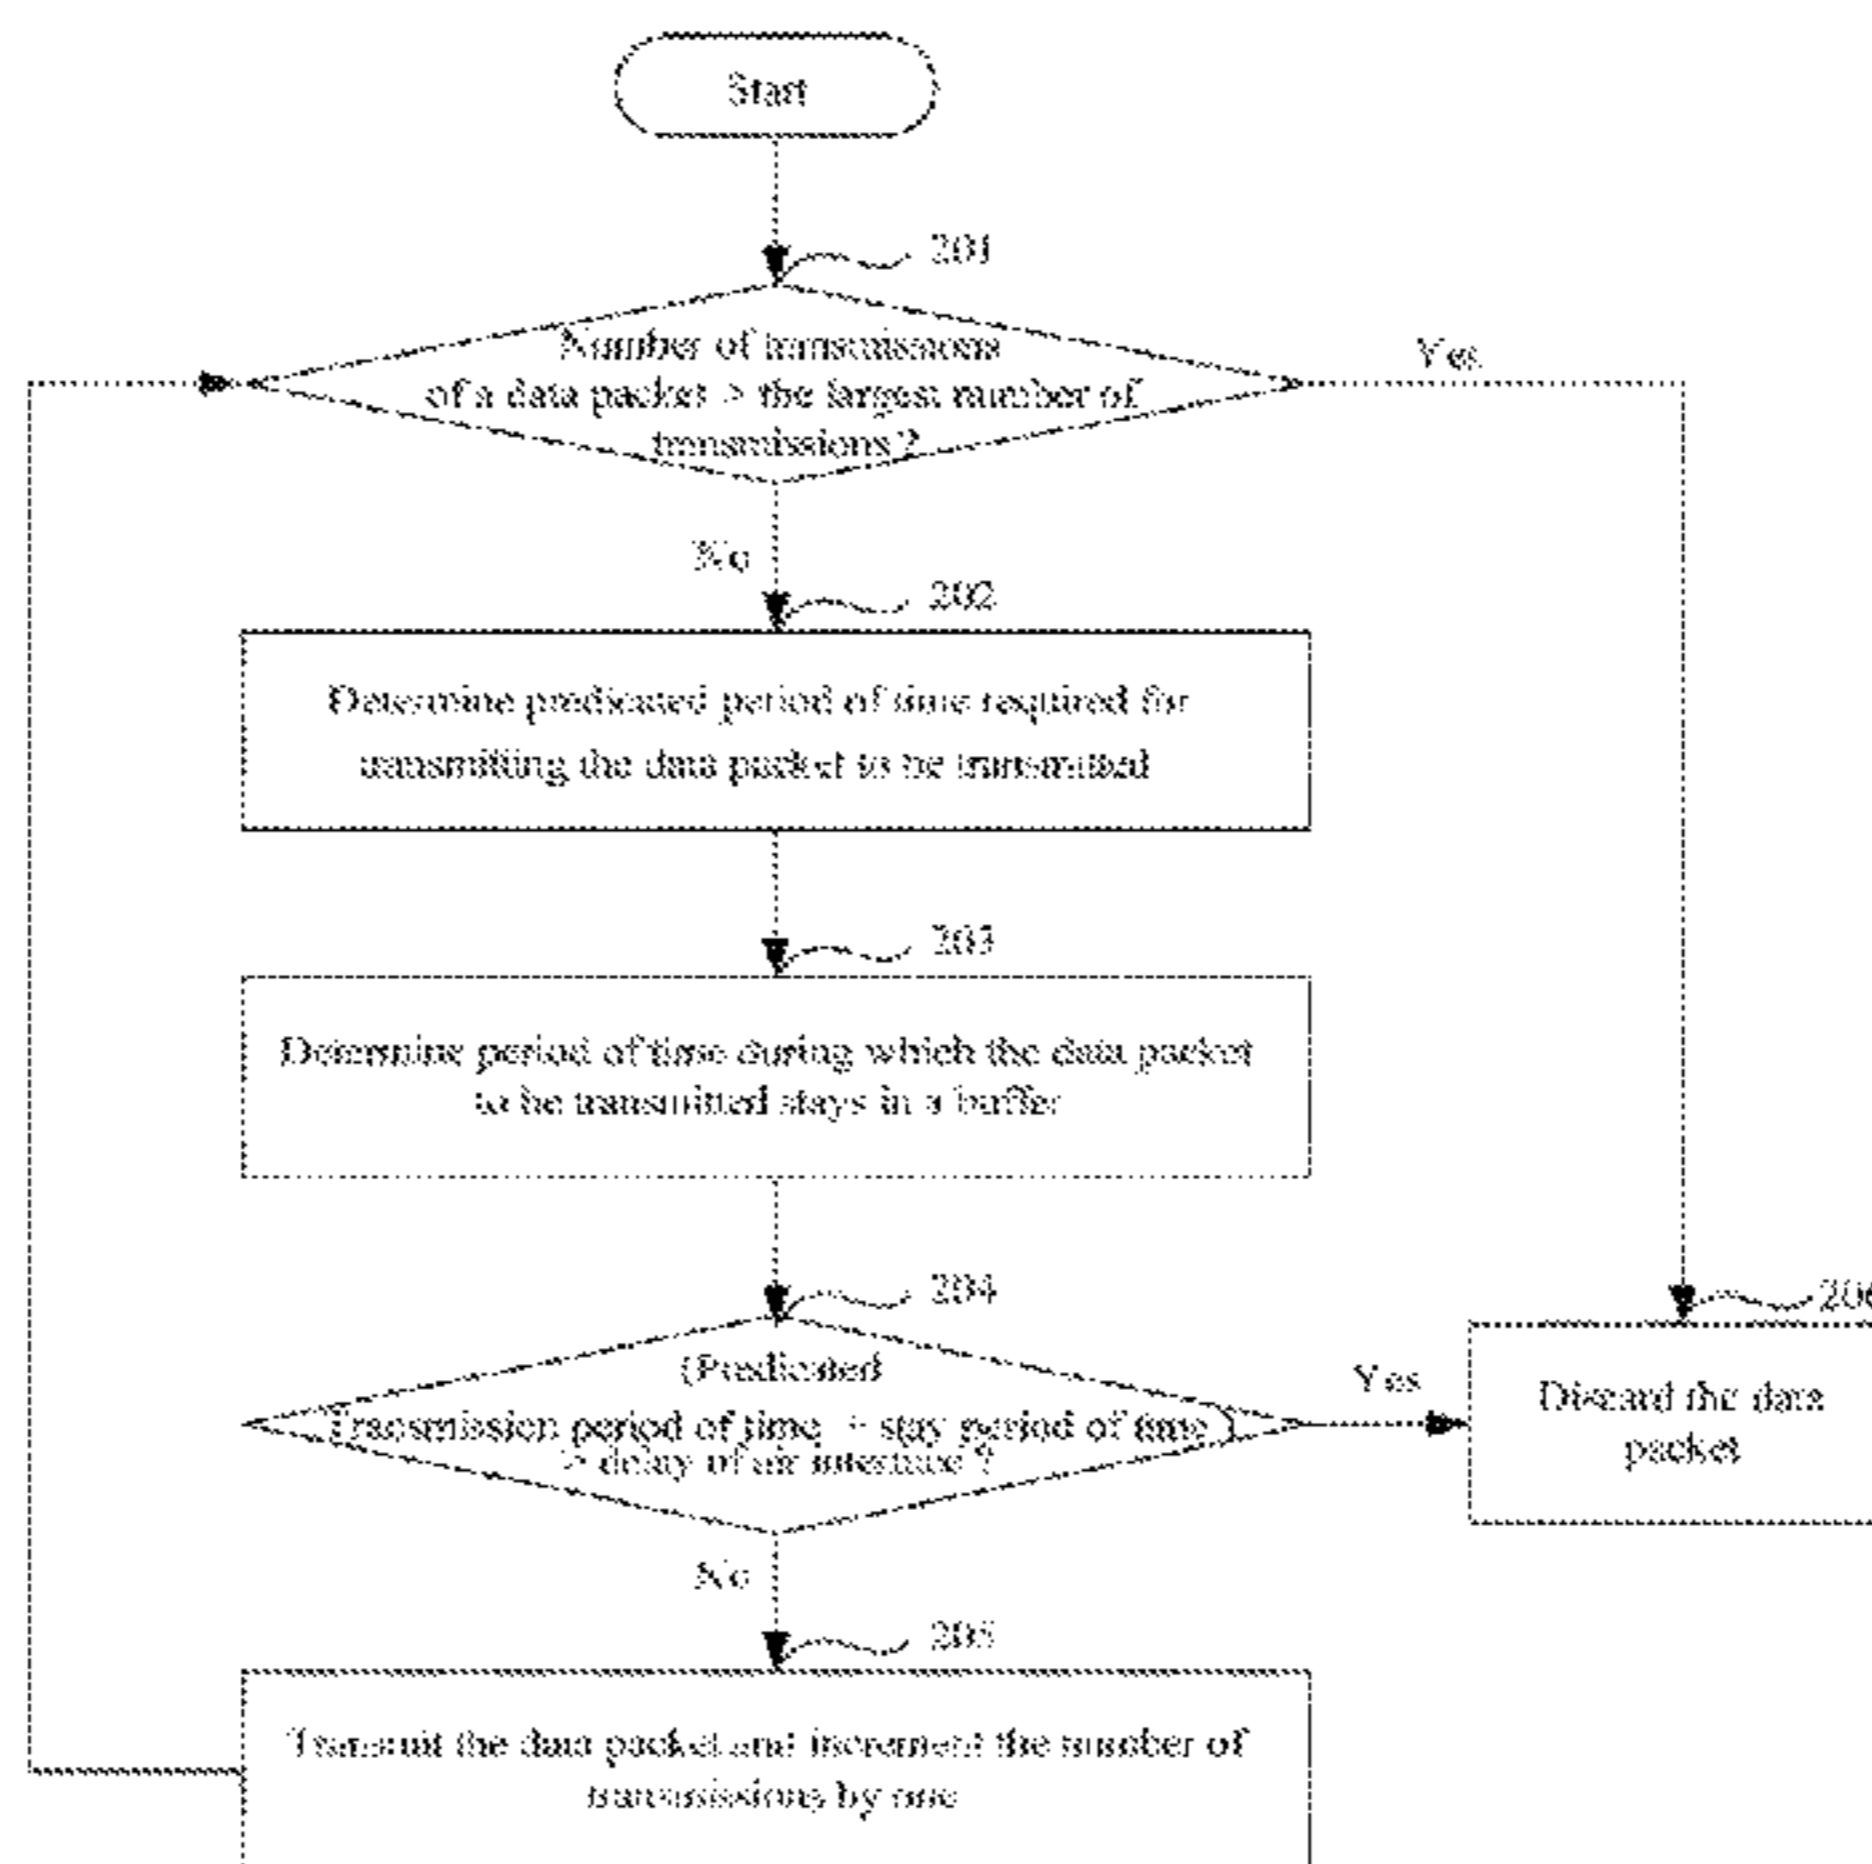 Start
201
Number of transmissions
of a data packet > the largest number of
transmissions ?
Yes
No
202
Determine predicated period of time required for
transmitting the data packet to be transmitted
203
Determine period of time during which the data packet
to be transmitted stays in a buffer
204
(Predicated
Transmission period of time + stay period of time )
> delay of air interface ?
Yes
206
Discard the data
packet
No
205
Transmit the data packet and increment the number of
transmissions by one